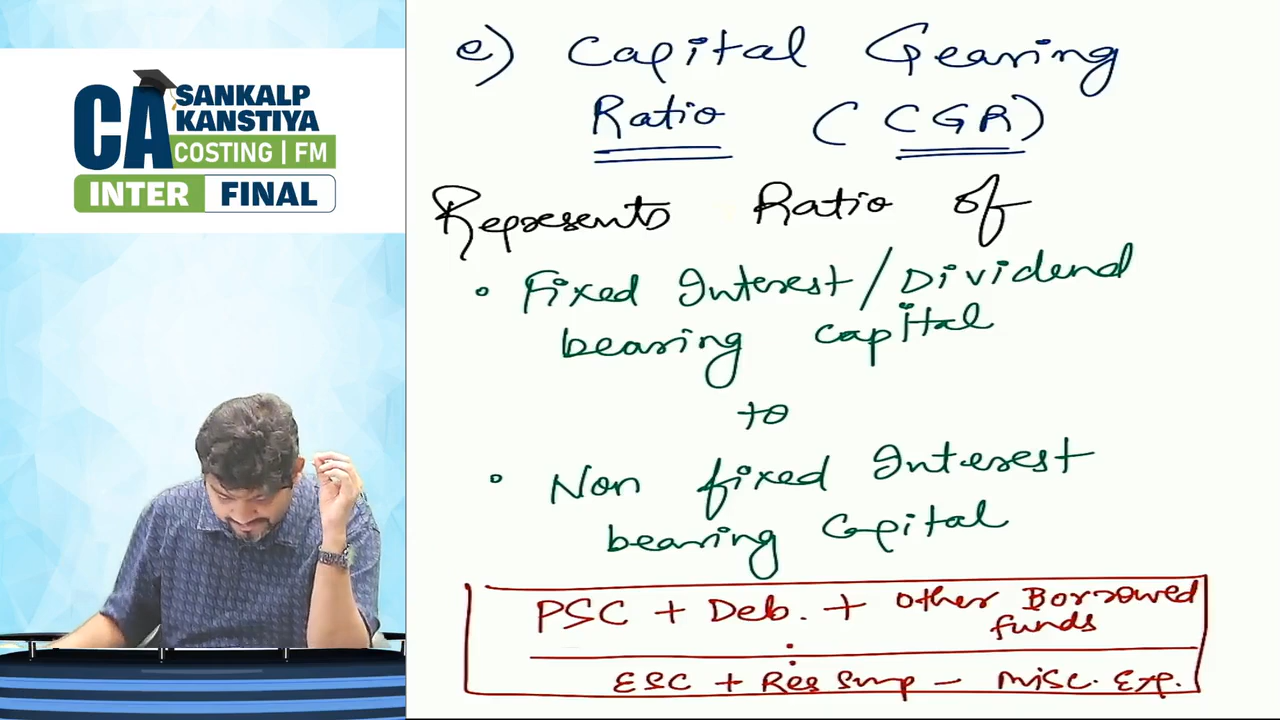 CA SANKALP
KANSTIYA
COSTING | FM
INTER FINAL
e) Capital Gearing
Ratio (CGR)
Represents Ratio of
• Fixed Interest / Dividend
bearing capital
to
• Non fixed Interest
bearing Capital
PSC + Deb. + Other Borrowed
funds
ESC + Res Surp - Misc. Exp.